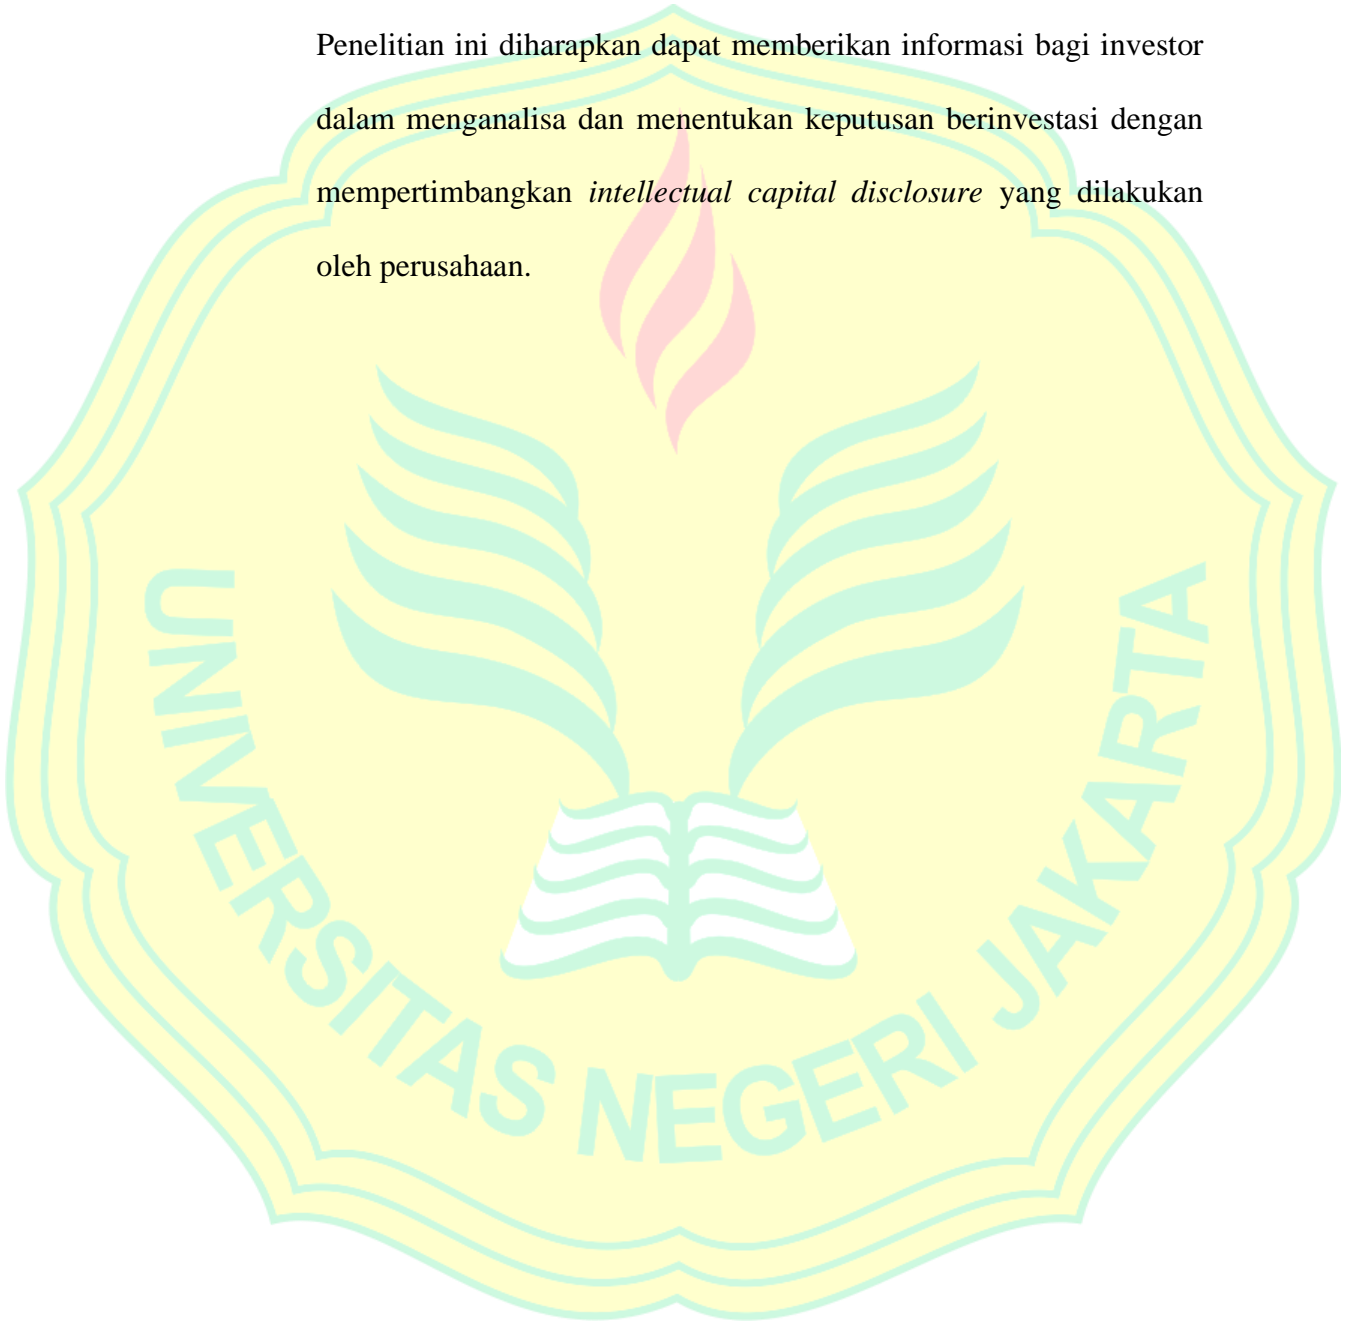 Penelitian ini diharapkan dapat memberikan informasi bagi investor
dalam menganalisa dan menentukan keputusan berinvestasi dengan
mempertimbangkan intellectual capital disclosure yang dilakukan
oleh perusahaan.
UNIVERSITAS NEGERI JAKARTA